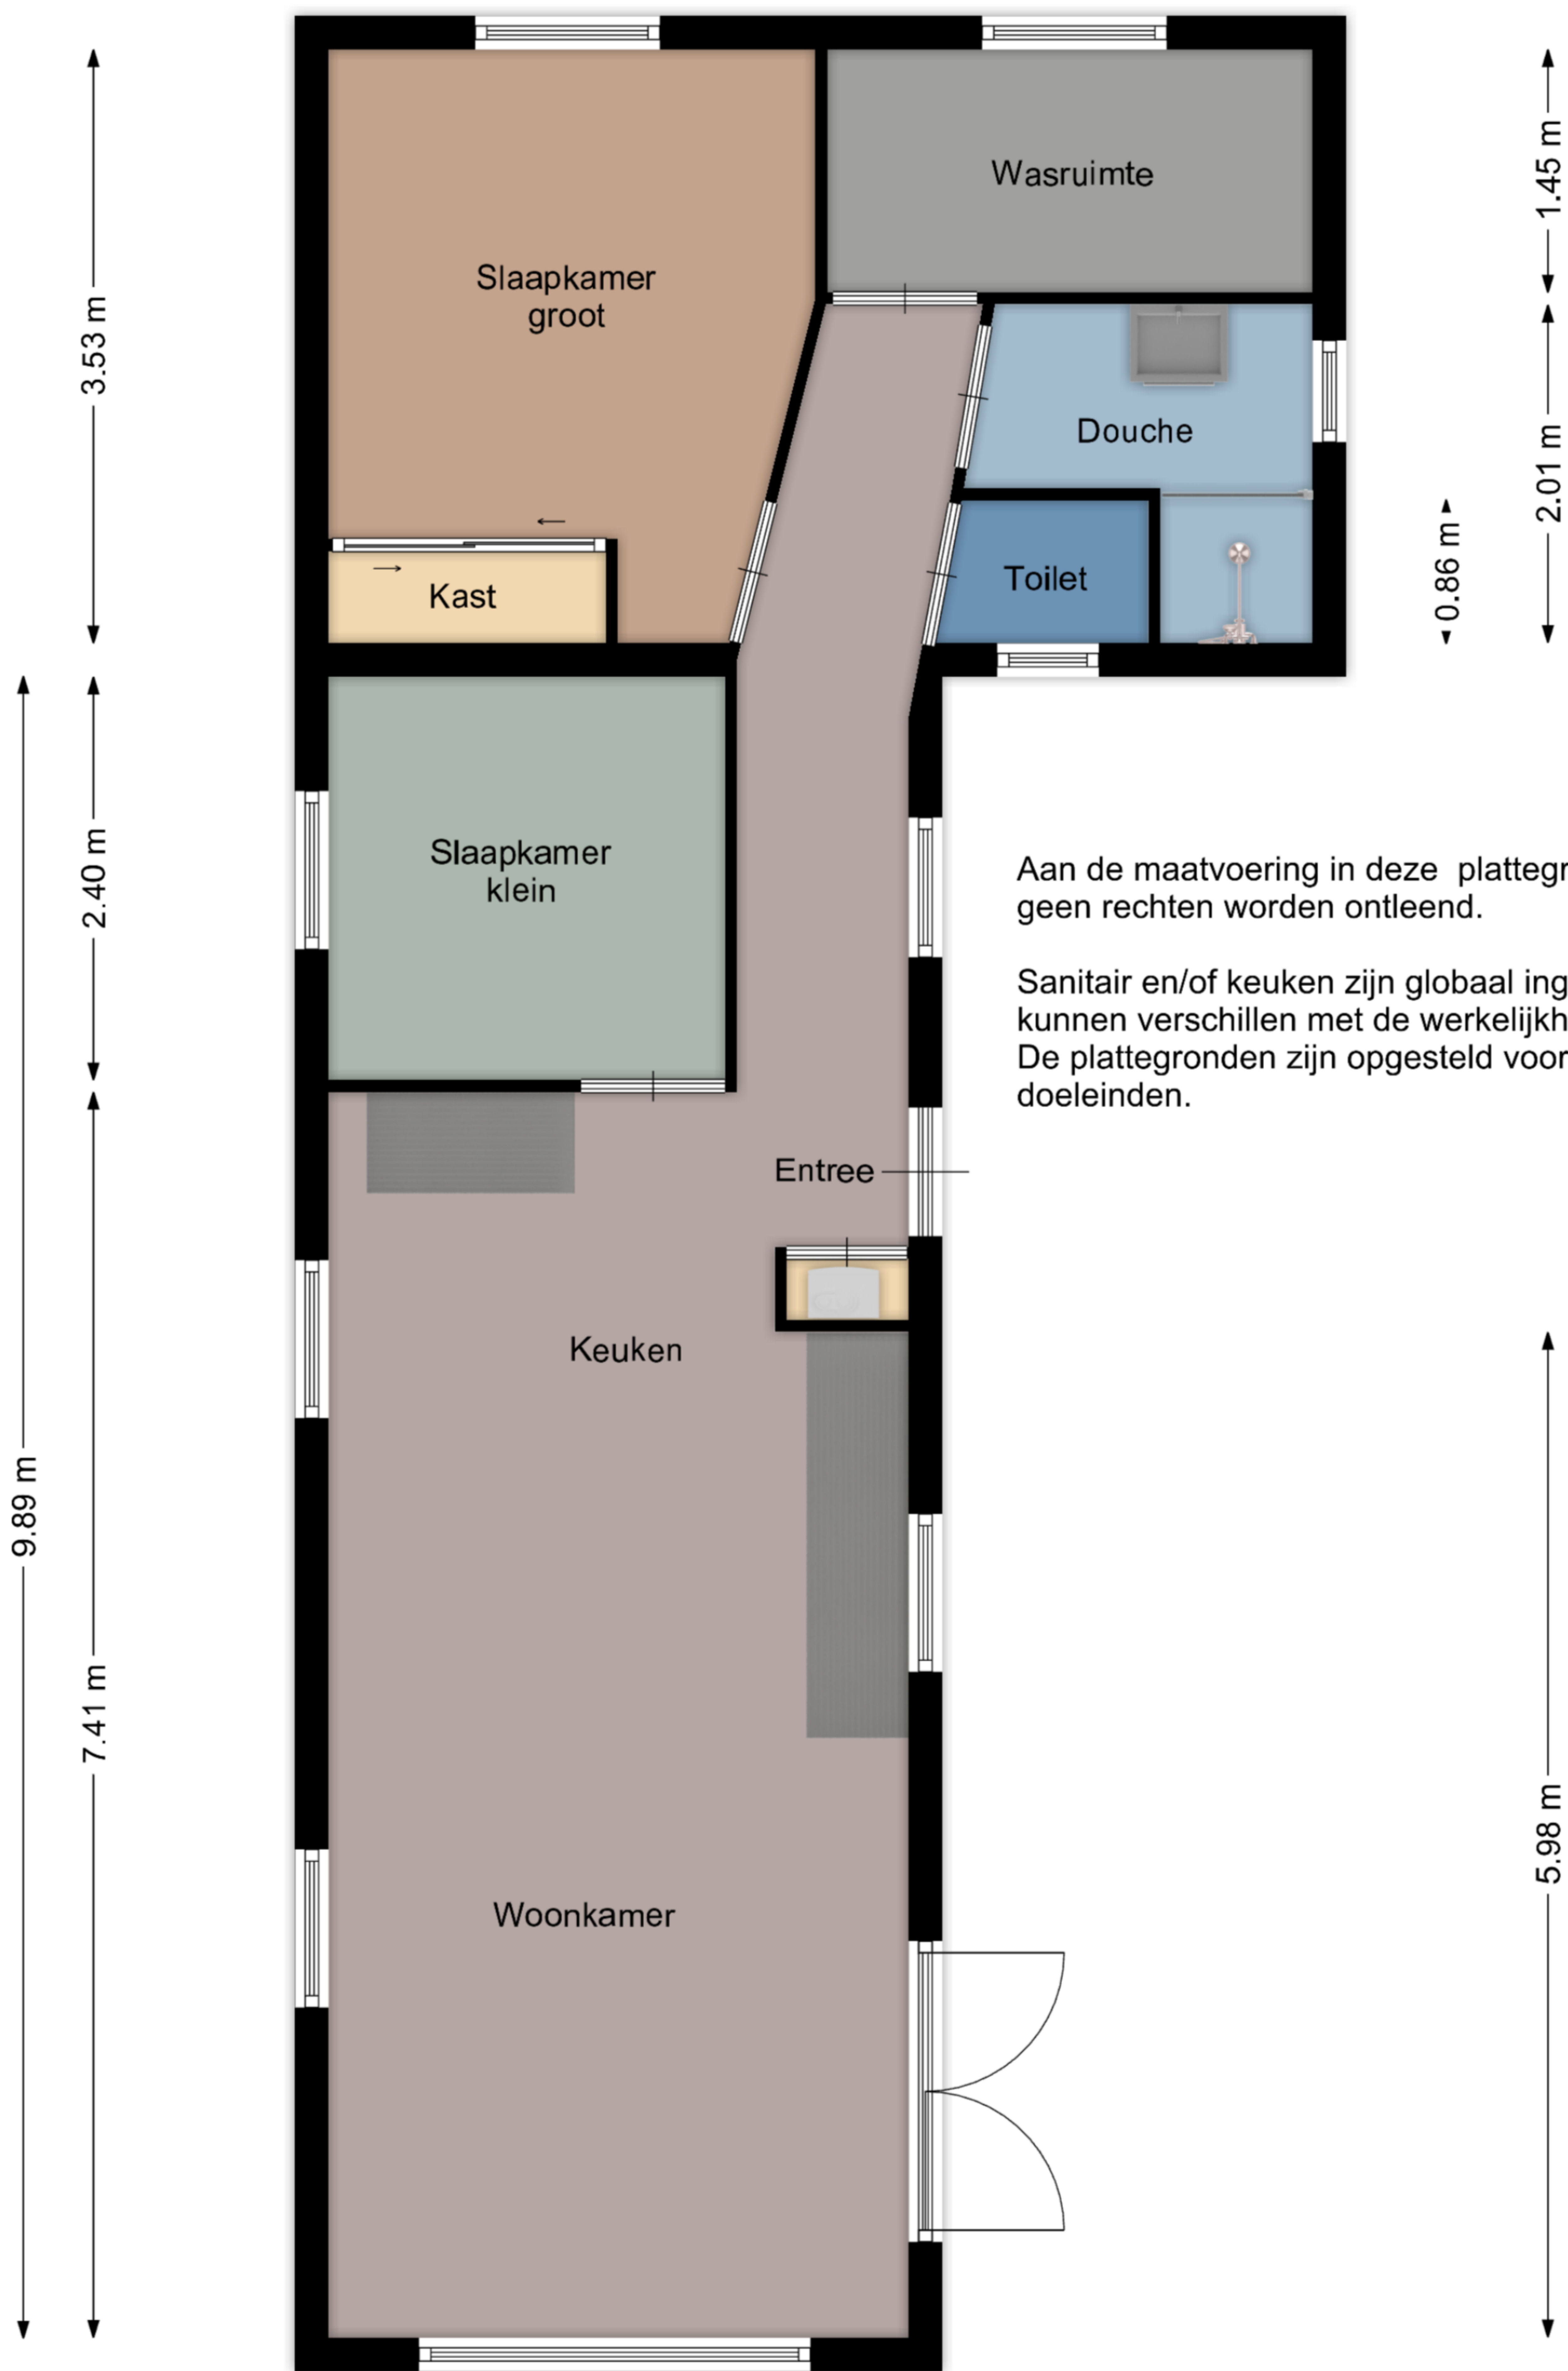 Wasruimte
Slaapkamer
groot
Douche
Toilet
Kast
Slaapkamer
klein
Entree
Keuken
Woonkamer
3.53 m
2.40 m
9.89 m
7.41 m
1.45 m
2.01 m
0.86 m
5.98 m
Aan de maatvoering in deze plattegr
geen rechten worden ontleend.
Sanitair en/of keuken zijn globaal ing
kunnen verschillen met de werkelijkh
De plattegronden zijn opgesteld voor
doeleinden.